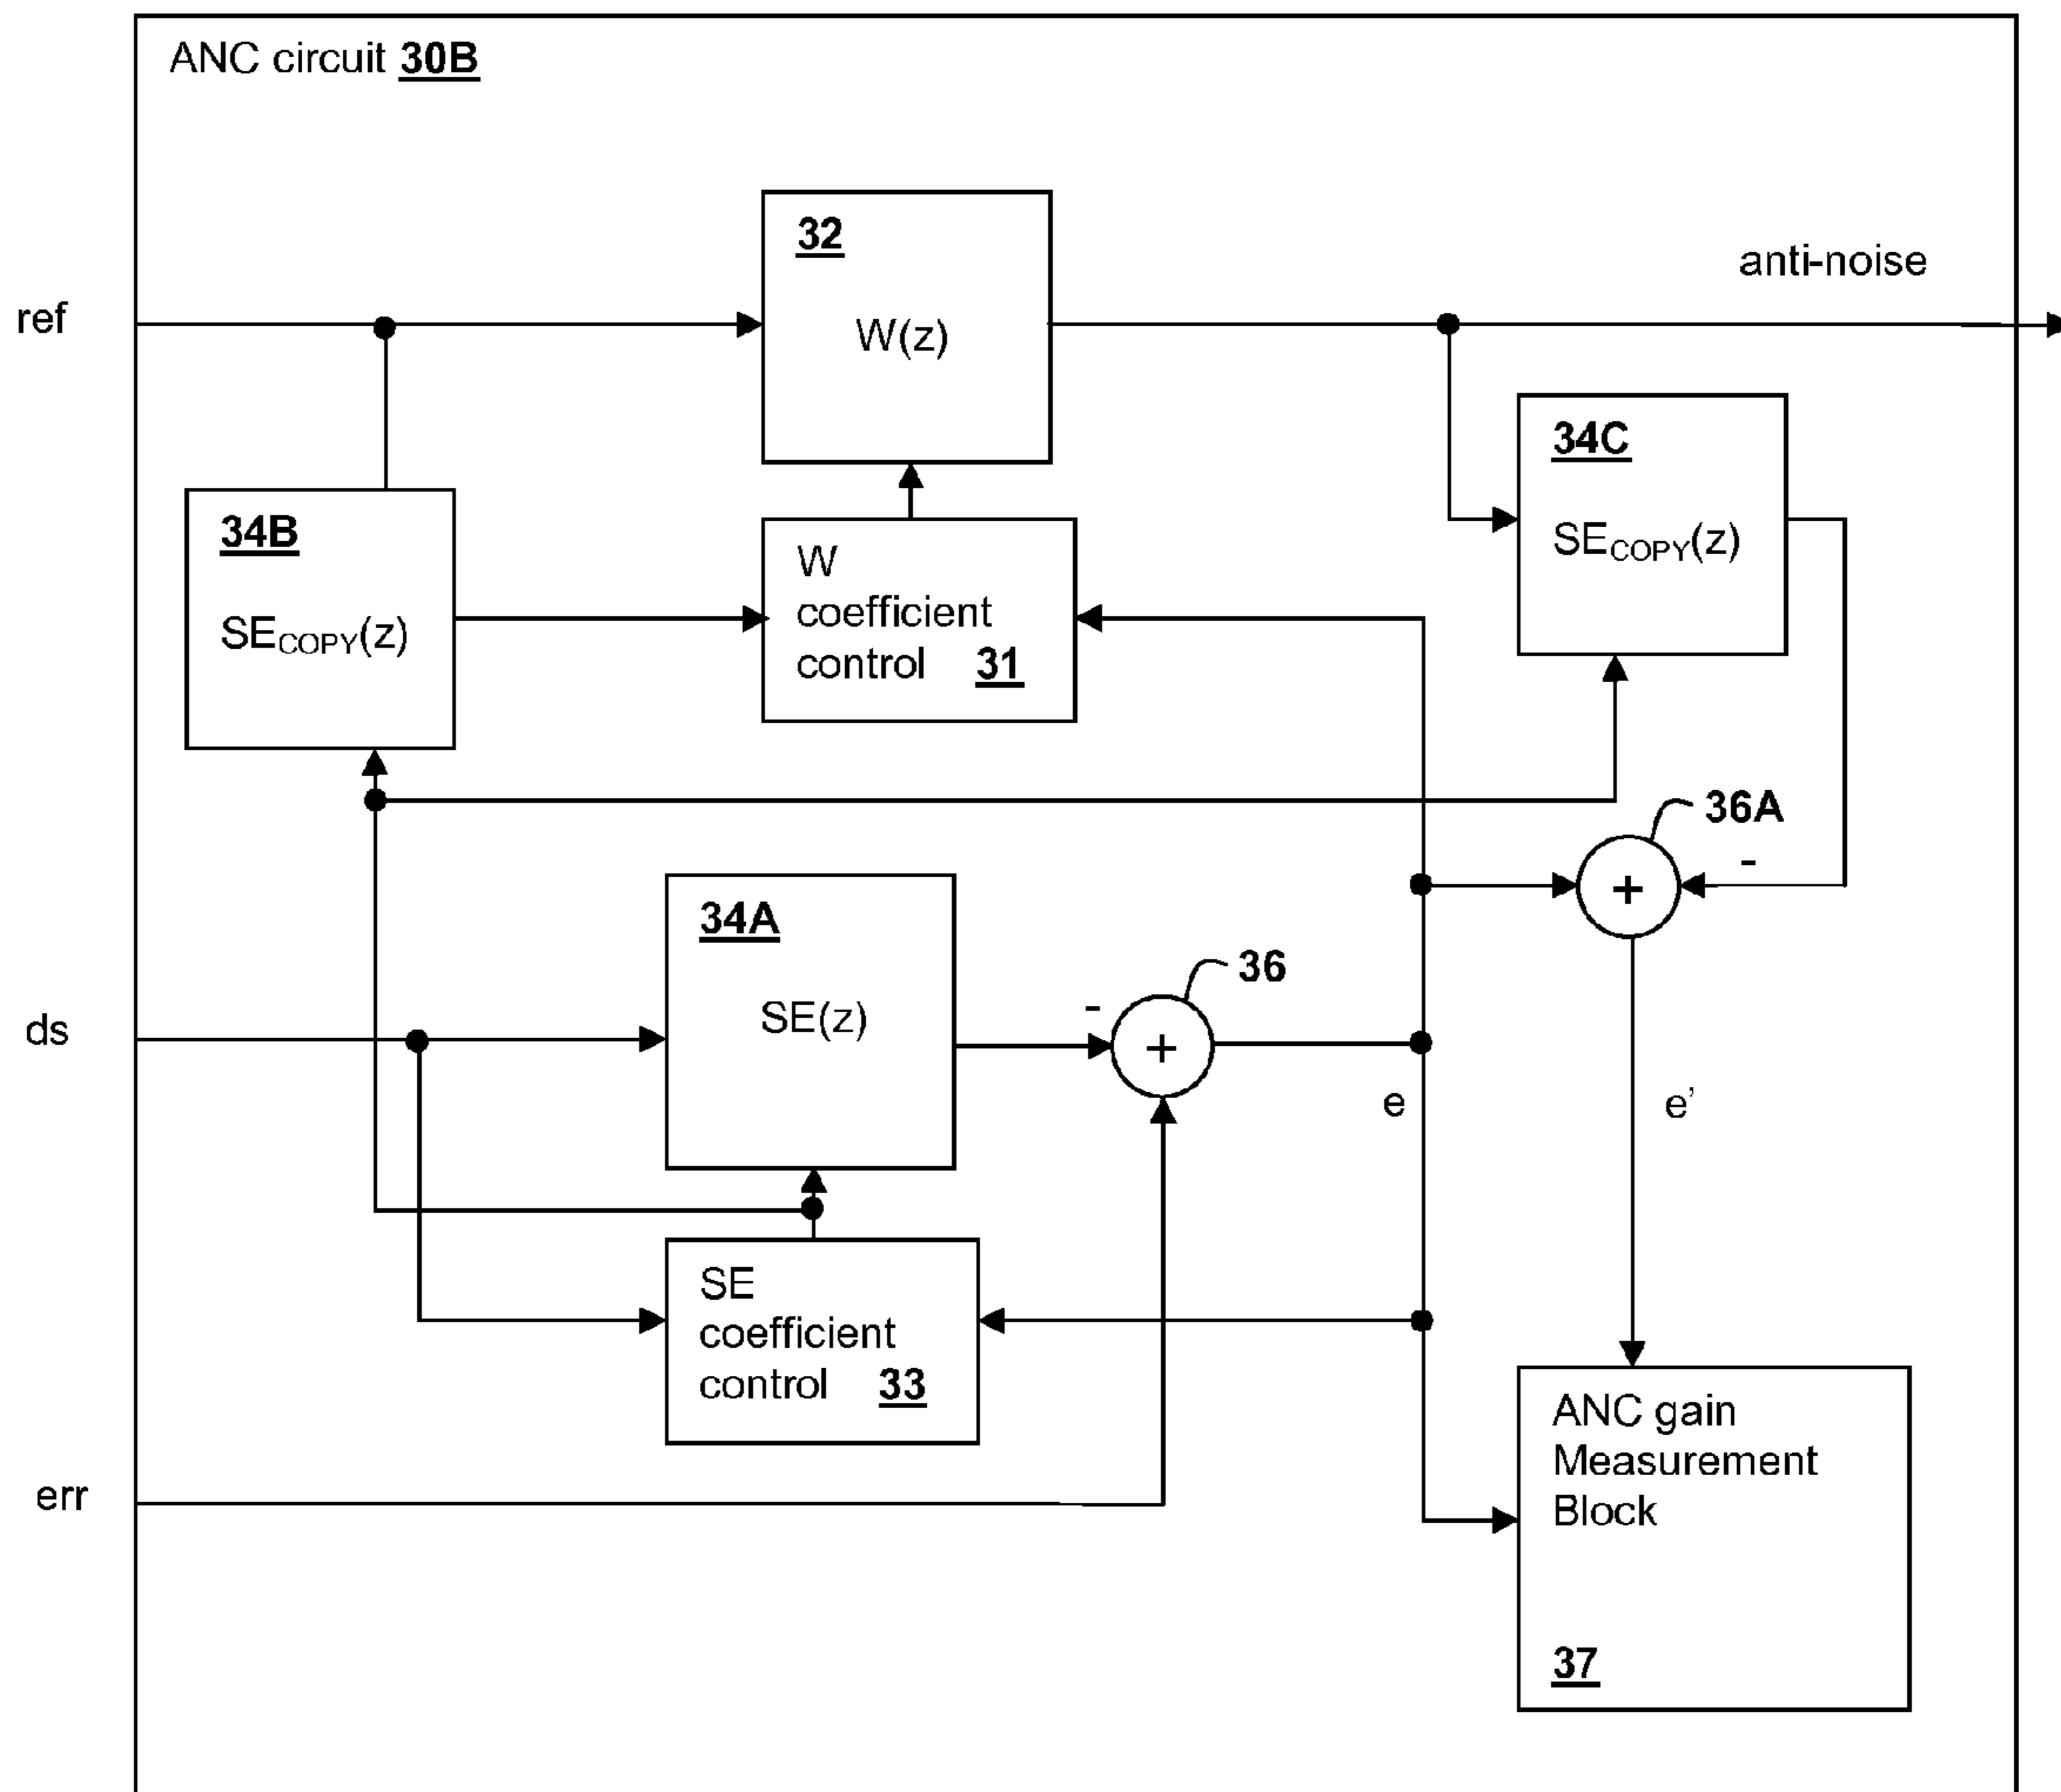 ANC circuit 30B
32
W(z)
anti-noise
ref
34C
SECOPY(z)
34B
SECOPY(z)
W
coefficient
control 31
36A
-
+
34A
SE(z)
36
-
+
ds
e
e’
SE
coefficient
control 33
ANC gain
Measurement
Block
37
err